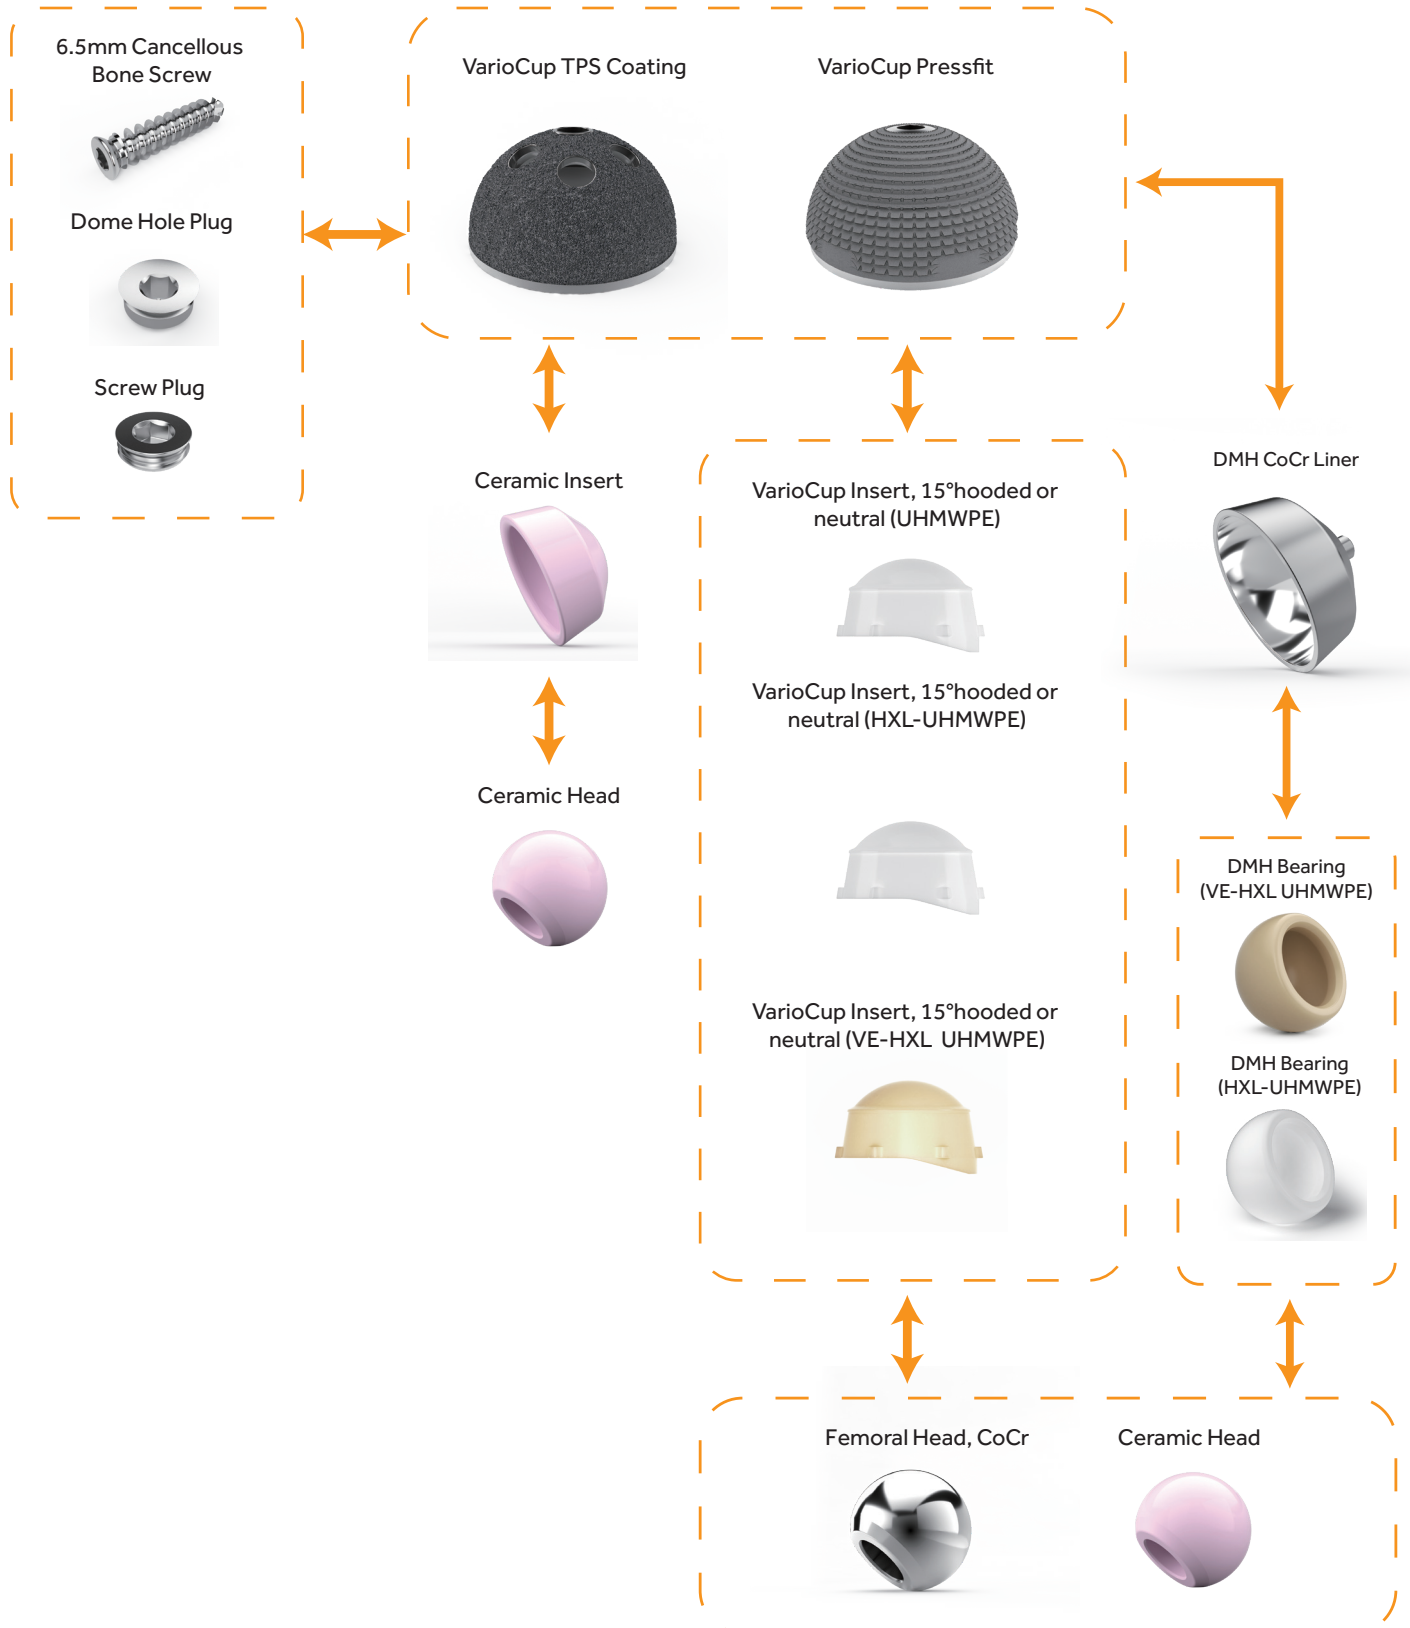 6.5mm Cancellous
Bone Screw
Dome Hole Plug
Screw Plug
VarioCup TPS Coating
VarioCup Pressfit
Ceramic Insert
Ceramic Head
VarioCup Insert, 15°hooded or
neutral (UHMWPE)
VarioCup Insert, 15°hooded or
neutral (HXL-UHMWPE)
VarioCup Insert, 15°hooded or
neutral (VE-HXL UHMWPE)
DMH CoCr Liner
DMH Bearing
(VE-HXL UHMWPE)
DMH Bearing
(HXL-UHMWPE)
Femoral Head, CoCr
Ceramic Head